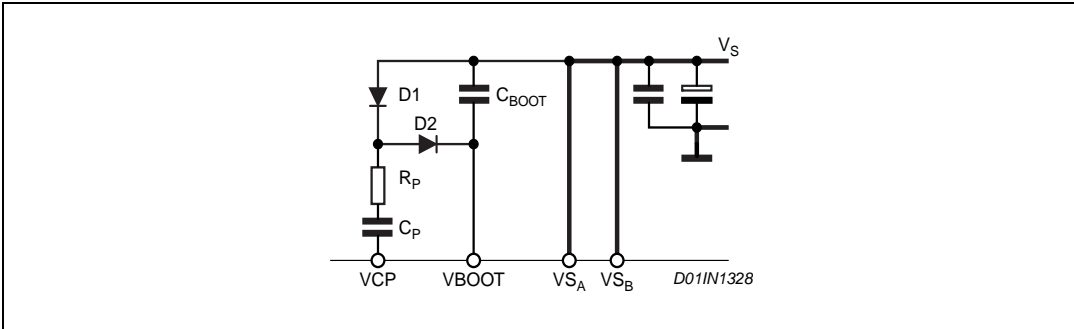 VS
D1
CBOOT
D2
RP
CP
VCP
VBOOT
VSA
VSB
D01IN1328